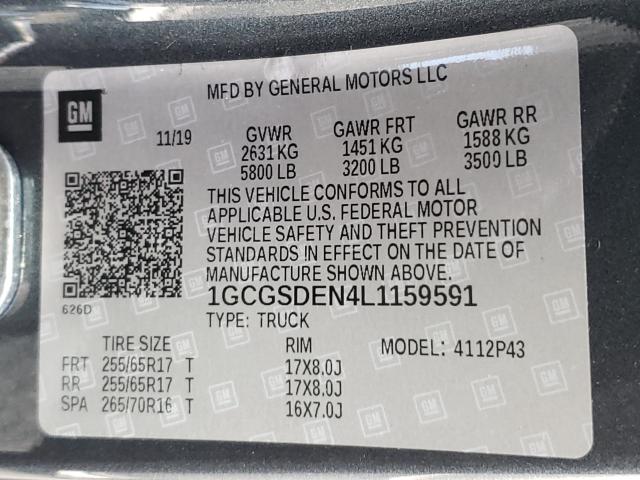 GM
MFD BY GENERAL MOTORS LLC
11/19 GVWR GAWR FRT GAWR RR
2631 KG 1451 KG 1588 KG
5800 LB 3200 LB 3500 LB
THIS VEHICLE CONFORMS TO ALL
APPLICABLE U.S. FEDERAL MOTOR
VEHICLE SAFETY AND THEFT PREVENTION
STANDARDS IN EFFECT ON THE DATE OF
MANUFACTURE SHOWN ABOVE.
1GCGSDEN4L1159591
626D
TYPE: TRUCK
TIRE SIZE RIM MODEL: 4112P43
FRT 255/65R17 T 17X8.0J
RR 255/65R17 T 17X8.0J
SPA 265/70R16 T 16X7.0J